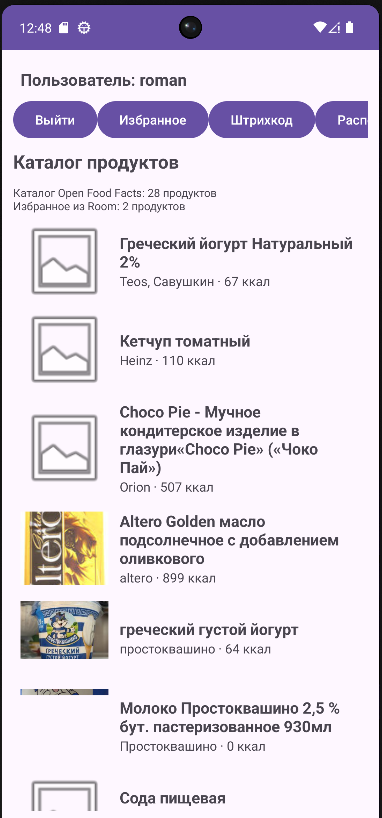 12:48
Пользователь: roman
Выйти
Избранное
Штрихкод
Расп
Каталог продуктов
Каталог Open Food Facts: 28 продуктов
Избранное из Room: 2 продуктов
Греческий йогурт Натуральный
2%
Teos, Савушкин · 67 ккал
Кетчуп томатный
Heinz · 110 ккал
Choco Pie - Мучное
кондитерское изделие в
глазури«Choco Pie» («Чоко
Пай»)
Orion · 507 ккал
Altero Golden масло
подсолнечное с добавлением
оливкового
altero · 899 ккал
греческий густой йогурт
простоквашино · 64 ккал
ГРЕЧЕСКИЙ
Молоко Простоквашино 2,5 %
бут. пастеризованное 930мл
Простоквашино · 0 ккал
Сода пищевая